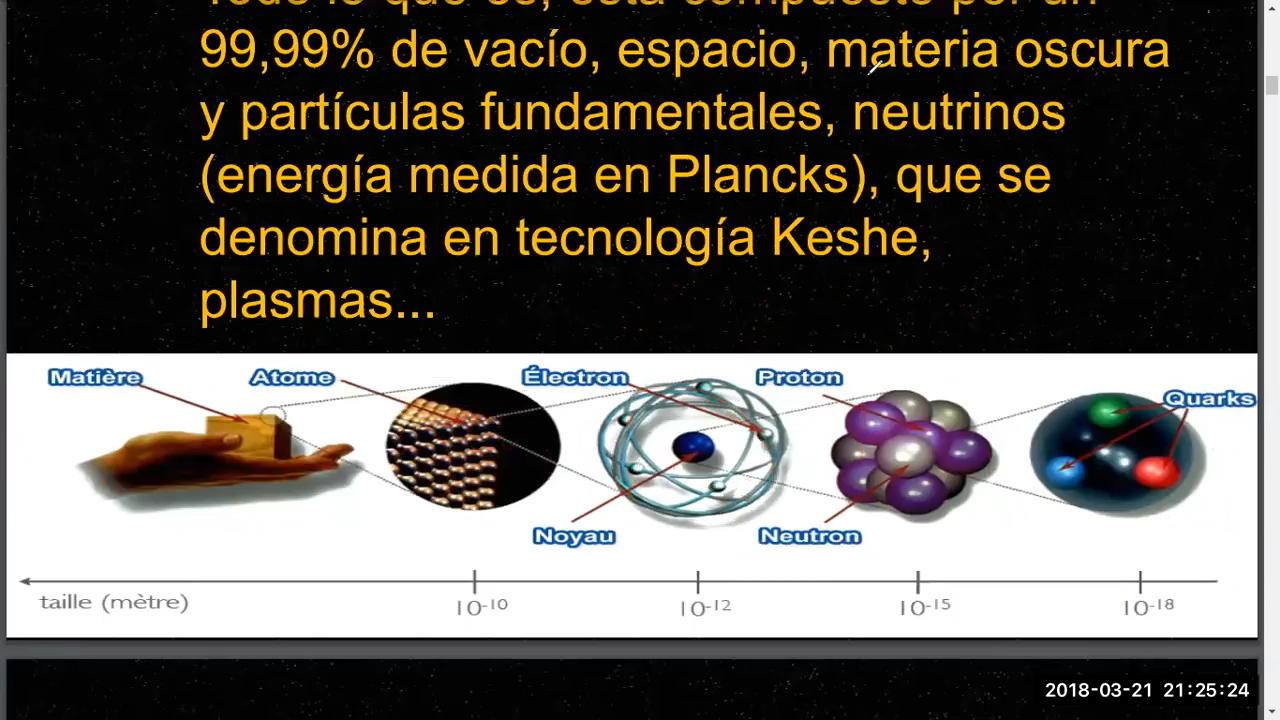 99,99% de vacío, espacio, materia oscura
y partículas fundamentales, neutrinos
(energía medida en Plancks), que se
denomina en tecnología Keshe,
plasmas...
Matière Atome Électron Proton Quarks
Noyau Neutron
taille (mètre) 10⁻¹⁰ 10⁻¹² 10⁻¹⁵ 10⁻¹⁸
2018-03-21 21:25:24